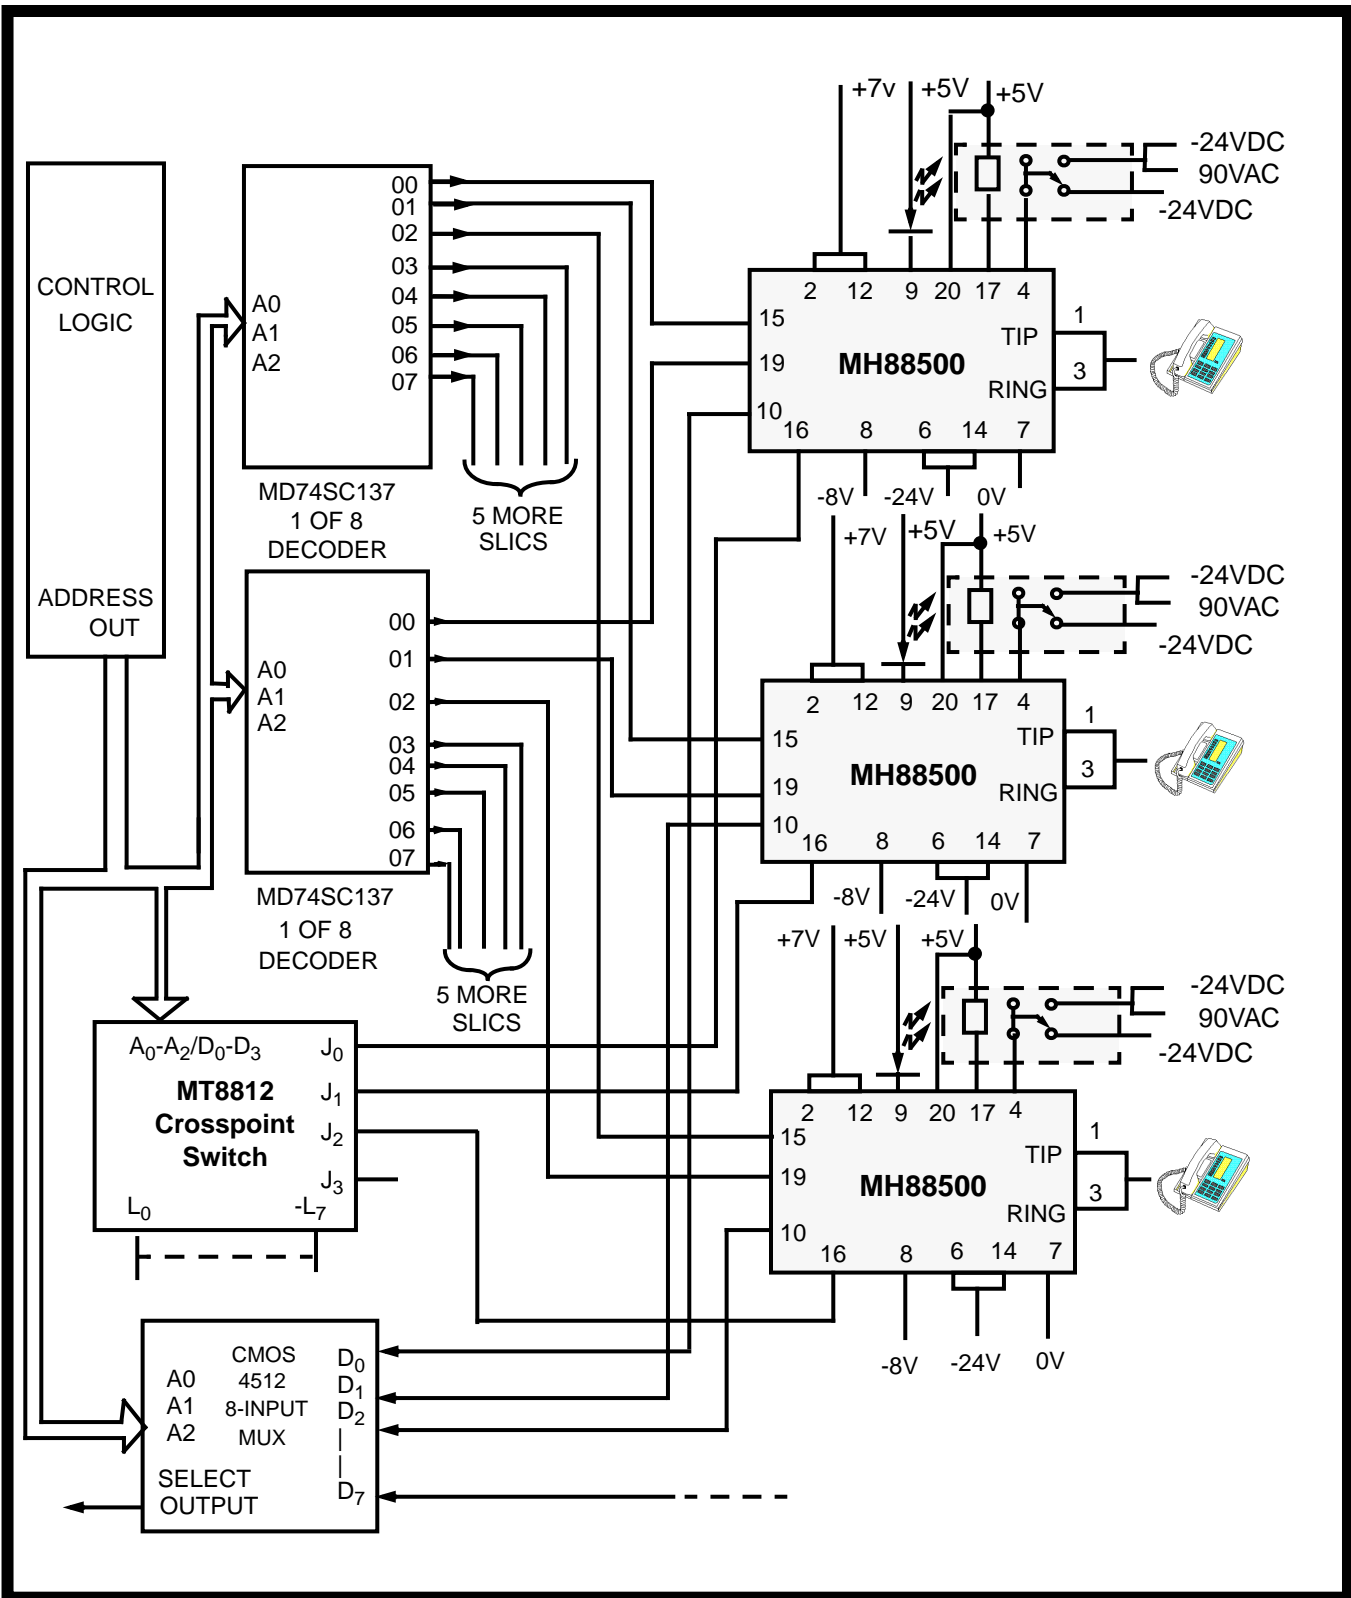 CONTROL
LOGIC
ADDRESS
OUT
A0
A1
A2
00
01
02
03
04
05
06
07
MD74SC137
1 OF 8
DECODER
5 MORE
SLICS
A0
A1
A2
00
01
02
03
04
05
06
07
MD74SC137
1 OF 8
DECODER
5 MORE
SLICS
A0-A2/D0-D3
MT8812
Crosspoint
Switch
J0
J1
J2
J3
L0 -L7
A0
A1
A2
CMOS
4512
8-INPUT
MUX
D0
D1
D2
|
|
D7
SELECT
OUTPUT
+7v +5V +5V
-24VDC
90VAC
-24VDC
2 12 9 20 17 4
15
19
10
MH88500
TIP
RING
1
3
16 8 6 14 7
-8V -24V 0V
+7V +5V +5V
-24VDC
90VAC
-24VDC
2 12 9 20 17 4
15
19
10
MH88500
TIP
RING
1
3
16 8 6 14 7
-8V -24V 0V
+7V +5V +5V
-24VDC
90VAC
-24VDC
2 12 9 20 17 4
15
19
10
MH88500
TIP
RING
1
3
16 8 6 14 7
-8V -24V 0V